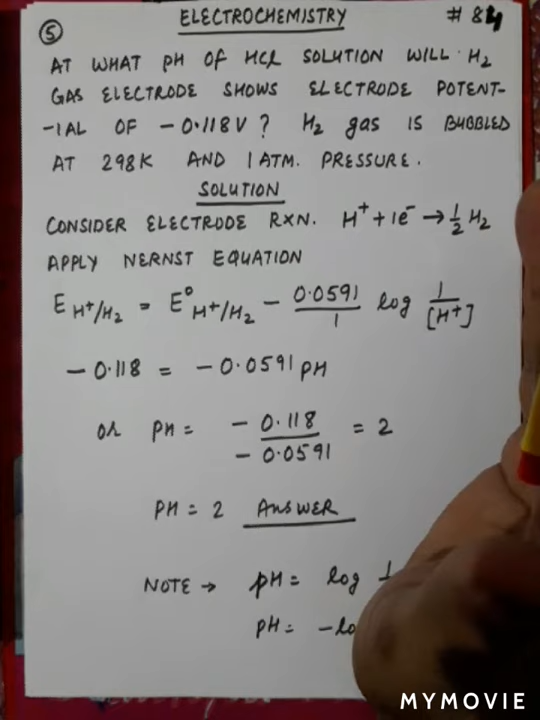 ⑤ ELECTROCHEMISTRY # 84
AT WHAT pH OF HCl SOLUTION WILL H₂
GAS ELECTRODE SHOWS ELECTRODE POTENT-
-IAL OF -0.118V? H₂ gas IS BUBBLED
AT 298K AND 1 ATM. PRESSURE.
SOLUTION
CONSIDER ELECTRODE RXN. H⁺ + 1e⁻ → 1/2 H₂
APPLY NERNST EQUATION
E H⁺/H₂ = E° H⁺/H₂ - 0.0591/1 log 1/[H⁺]
-0.118 = -0.0591 PH
or PH = -0.118/-0.0591 = 2
PH = 2 ANSWER
NOTE → pH = log
PH =
MYMOVIE